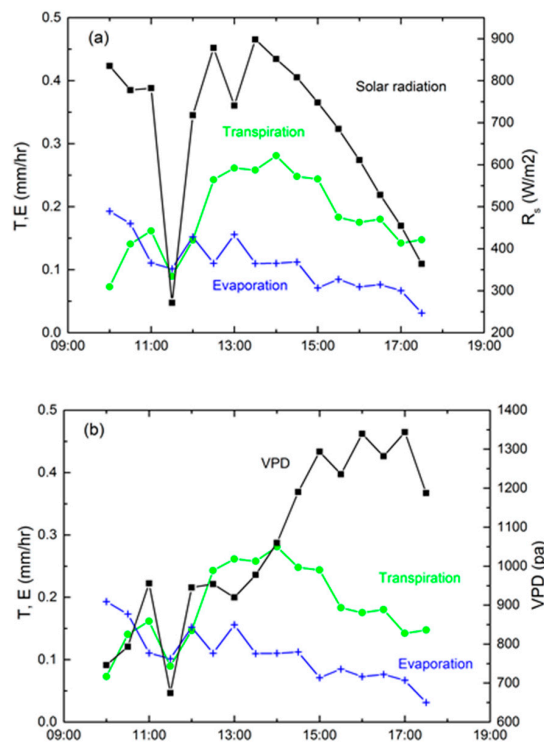 (a)
0.5
0.4
0.3
0.2
0.1
0.0
T,E (mm/hr)
Solar radiation
Transpiration
Evaporation
900
800
700
600
500
400
300
200
R_s (W/m2)
09:00 11:00 13:00 15:00 17:00 19:00
(b)
0.5
0.4
0.3
0.2
0.1
0.0
T, E (mm/hr)
VPD
Transpiration
Evaporation
1400
1300
1200
1100
1000
900
800
700
600
VPD (pa)
09:00 11:00 13:00 15:00 17:00 19:00